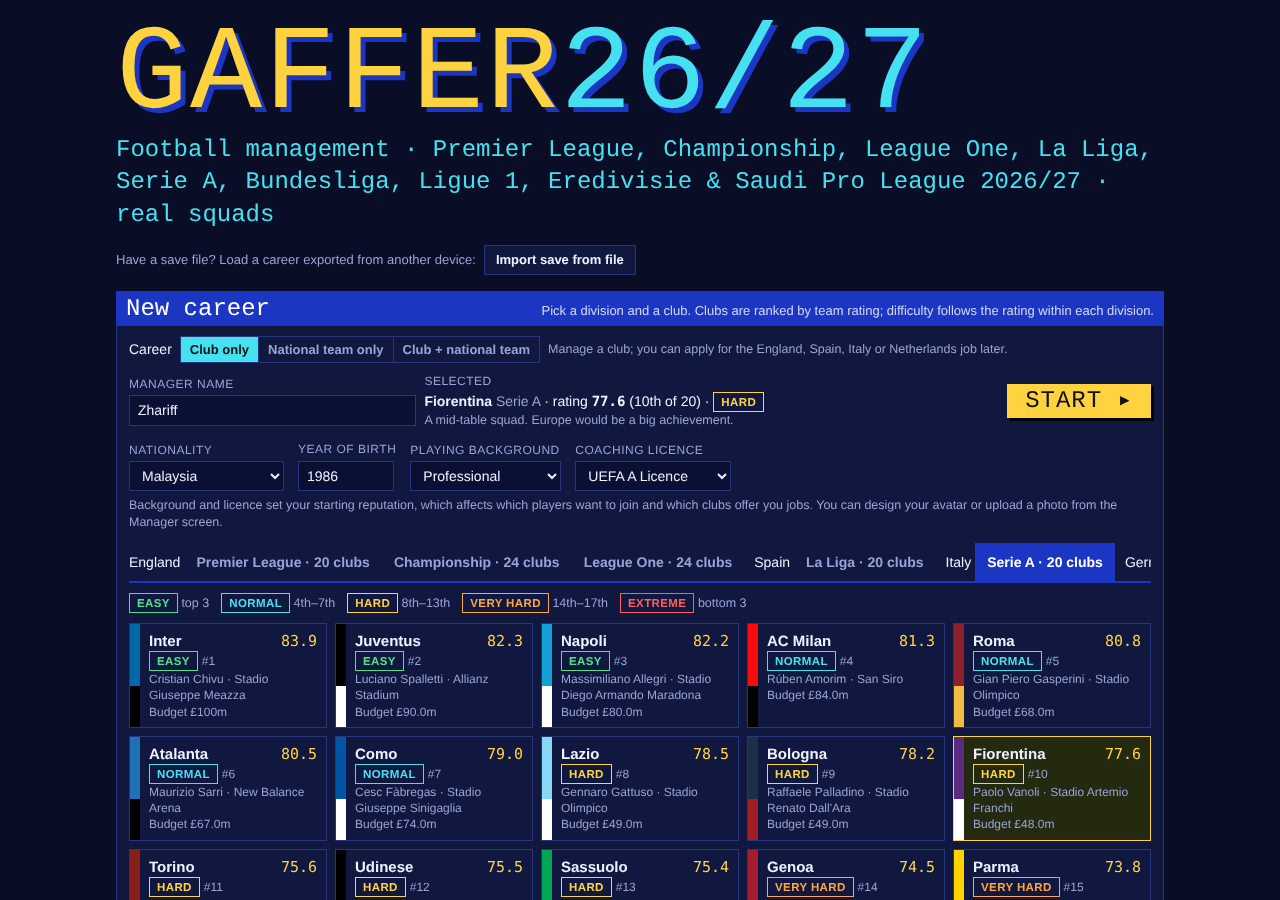 GAFFER26/27
Football management · Premier League, Championship, League One, La Liga,
Serie A, Bundesliga, Ligue 1, Eredivisie & Saudi Pro League 2026/27 ·
real squads
Have a save file? Load a career exported from another device: Import save from file
New career Pick a division and a club. Clubs are ranked by team rating; difficulty follows the rating within each division.
Career Club only National team only Club + national team Manage a club; you can apply for the England, Spain, Italy or Netherlands job later.
MANAGER NAME SELECTED
Zhariff Fiorentina Serie A · rating 77.6 (10th of 20) · HARD START ▸
A mid-table squad. Europe would be a big achievement.
NATIONALITY YEAR OF BIRTH PLAYING BACKGROUND COACHING LICENCE
Malaysia 1986 Professional UEFA A Licence
Background and licence set your starting reputation, which affects which players want to join and which clubs offer you jobs. You can design your avatar or upload a photo from the
Manager screen.
England Premier League · 20 clubs Championship · 24 clubs League One · 24 clubs Spain La Liga · 20 clubs Italy Serie A · 20 clubs
EASY top 3 NORMAL 4th–7th HARD 8th–13th VERY HARD 14th–17th EXTREME bottom 3
Inter 83.9
EASY #1
Cristian Chivu · Stadio
Giuseppe Meazza
Budget £100m
Juventus 82.3
EASY #2
Luciano Spalletti · Allianz
Stadium
Budget £90.0m
Napoli 82.2
EASY #3
Massimiliano Allegri · Stadio
Diego Armando Maradona
Budget £80.0m
AC Milan 81.3
NORMAL #4
Rúben Amorim · San Siro
Budget £84.0m
Roma 80.8
NORMAL #5
Gian Piero Gasperini · Stadio
Olimpico
Budget £68.0m
Atalanta 80.5
NORMAL #6
Maurizio Sarri · New Balance
Arena
Budget £67.0m
Como 79.0
NORMAL #7
Cesc Fàbregas · Stadio
Giuseppe Sinigaglia
Budget £74.0m
Lazio 78.5
HARD #8
Gennaro Gattuso · Stadio
Olimpico
Budget £49.0m
Bologna 78.2
HARD #9
Raffaele Palladino · Stadio
Renato Dall'Ara
Budget £49.0m
Fiorentina 77.6
HARD #10
Paolo Vanoli · Stadio Artemio
Franchi
Budget £48.0m
Torino 75.6
HARD #11
Udinese 75.5
HARD #12
Sassuolo 75.4
HARD #13
Genoa 74.5
VERY HARD #14
Parma 73.8
VERY HARD #15